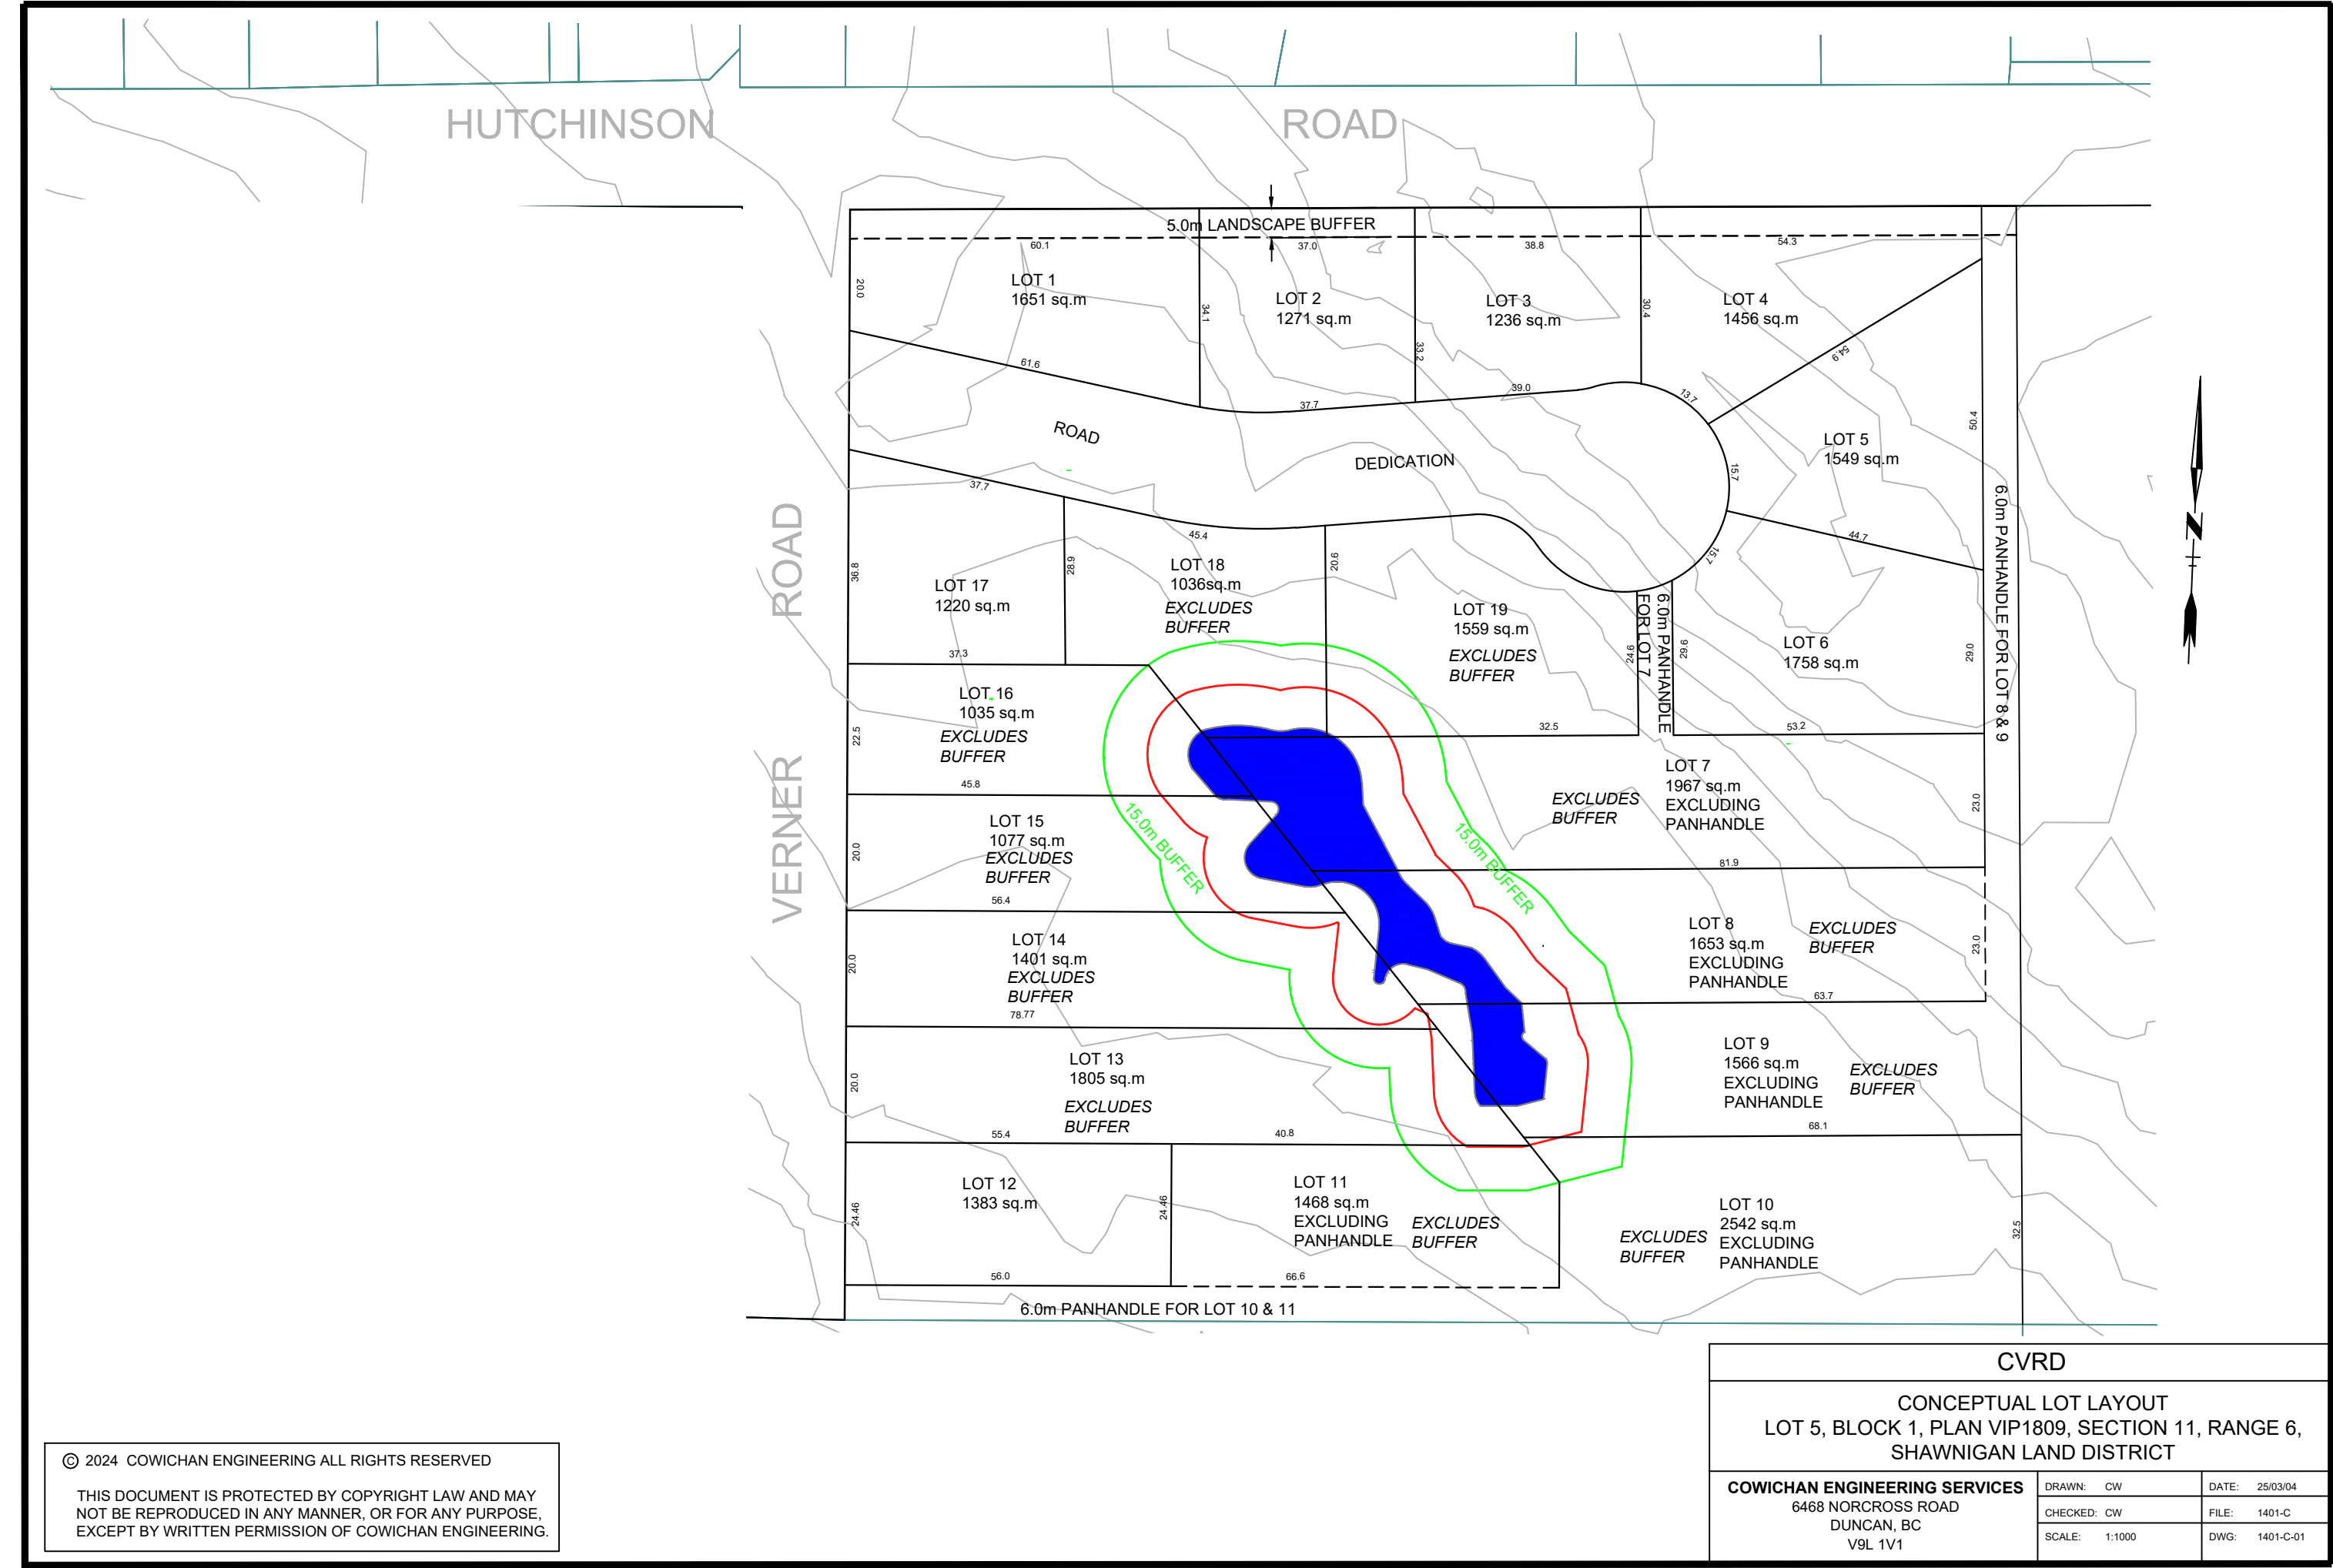 HUTCHINSON ROAD
5.0m LANDSCAPE BUFFER
60.1
37.0
38.8
54.3
20.0
LOT 1
1651 sq.m
34.1
LOT 2
1271 sq.m
33.2
LOT 3
1236 sq.m
30.4
LOT 4
1456 sq.m
54.9
61.6
37.7
39.0
13.7
ROAD DEDICATION
LOT 5
1549 sq.m
50.4
15.7
44.7
15.7
6.0m PANHANDLE FOR LOT 8 & 9
VERNER ROAD
37.7
45.4
36.8
LOT 17
1220 sq.m
28.9
LOT 18
1036sq.m
EXCLUDES
BUFFER
20.6
LOT 19
1559 sq.m
EXCLUDES
BUFFER
24.6
6.0m PANHANDLE
FOR LOT 7
29.6
LOT 6
1758 sq.m
29.0
37.3
32.5
53.2
LOT 16
1035 sq.m
EXCLUDES
BUFFER
22.5
45.8
LOT 7
1967 sq.m
EXCLUDING
PANHANDLE
EXCLUDES
BUFFER
23.0
81.9
15.0m BUFFER
15.0m BUFFER
LOT 15
1077 sq.m
EXCLUDES
BUFFER
20.0
56.4
LOT 8
1653 sq.m
EXCLUDING
PANHANDLE
EXCLUDES
BUFFER
23.0
63.7
LOT 14
1401 sq.m
EXCLUDES
BUFFER
20.0
78.77
LOT 9
1566 sq.m
EXCLUDING
PANHANDLE
EXCLUDES
BUFFER
68.1
LOT 13
1805 sq.m
EXCLUDES
BUFFER
20.0
55.4
40.8
LOT 12
1383 sq.m
24.46
24.46
56.0
LOT 11
1468 sq.m
EXCLUDING
PANHANDLE
EXCLUDES
BUFFER
66.6
LOT 10
2542 sq.m
EXCLUDING
PANHANDLE
EXCLUDES
BUFFER
32.5
6.0m PANHANDLE FOR LOT 10 & 11
N
CVRD
CONCEPTUAL LOT LAYOUT
LOT 5, BLOCK 1, PLAN VIP1809, SECTION 11, RANGE 6,
SHAWNIGAN LAND DISTRICT
COWICHAN ENGINEERING SERVICES
6468 NORCROSS ROAD
DUNCAN, BC
V9L 1V1
DRAWN: CW
DATE: 25/03/04
CHECKED: CW
FILE: 1401-C
SCALE: 1:1000
DWG: 1401-C-01
© 2024 COWICHAN ENGINEERING ALL RIGHTS RESERVED
THIS DOCUMENT IS PROTECTED BY COPYRIGHT LAW AND MAY
NOT BE REPRODUCED IN ANY MANNER, OR FOR ANY PURPOSE,
EXCEPT BY WRITTEN PERMISSION OF COWICHAN ENGINEERING.